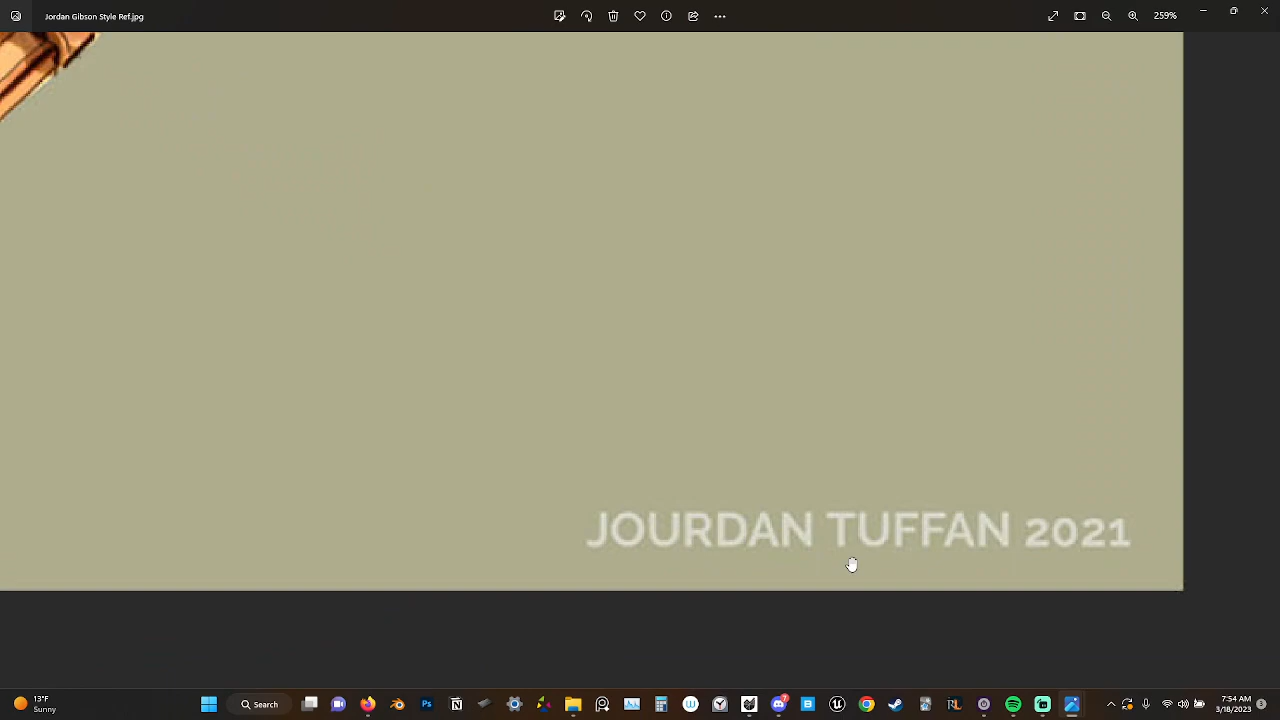 Jordan Gibson Style Ref.jpg
259%
JOURDAN TUFFAN 2021
13°F
Sunny
Search
7:54 AM
3/18/2023